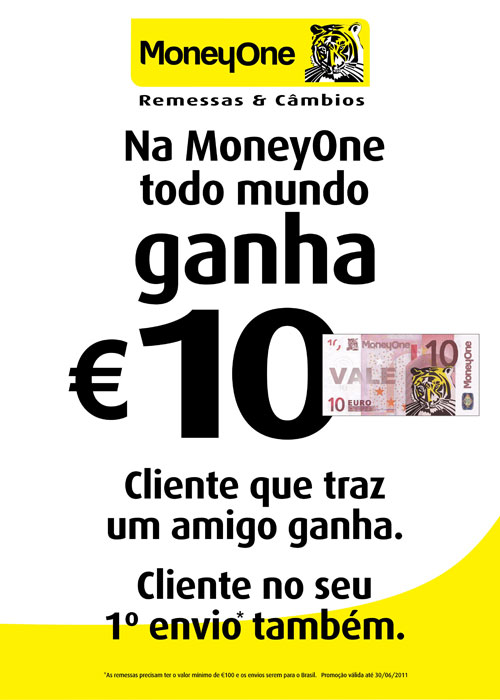 MoneyOne
Remessas & Câmbios
Na MoneyOne
todo mundo
ganha
€10
MoneyOne 10
VALE
10 EURO
MoneyOne
Cliente que traz
um amigo ganha.
Cliente no seu
1º envio* também.
*As remessas precisam ter o valor mínimo de €100 e os envios serem para o Brasil. Promoção válida até 30/06/2011